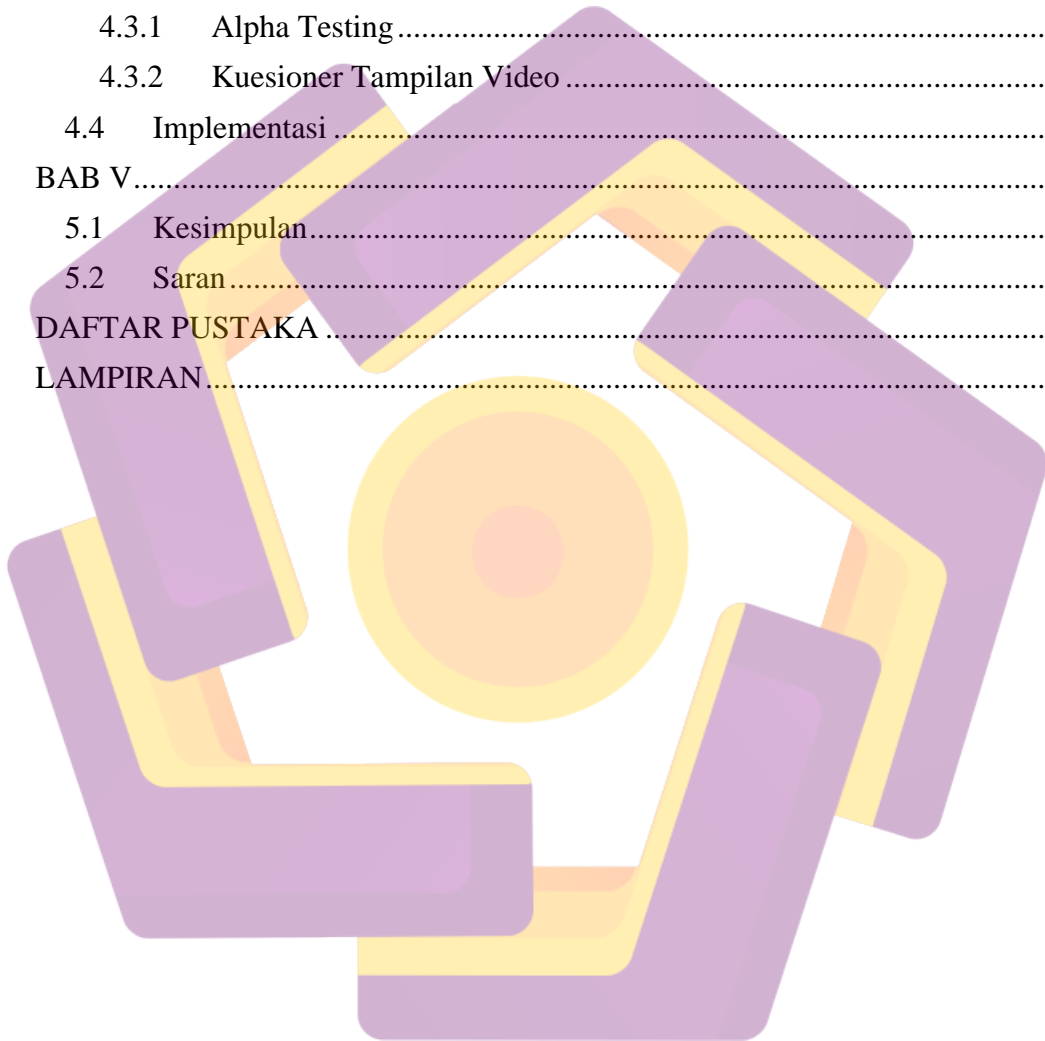 4.3.1 Alpha Testing........................................................................
4.3.2 Kuesioner Tampilan Video........................................................
4.4 Implementasi........................................................................
BAB V........................................................................
5.1 Kesimpulan........................................................................
5.2 Saran........................................................................
DAFTAR PUSTAKA........................................................................
LAMPIRAN........................................................................